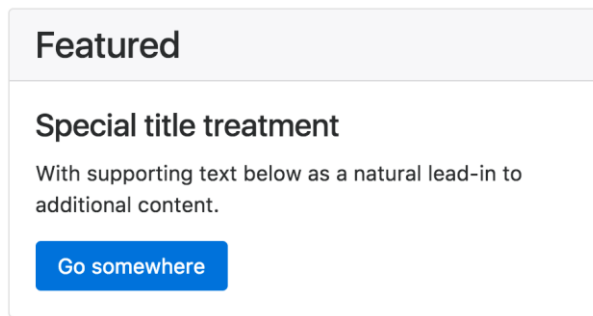 Featured
Special title treatment
With supporting text below as a natural lead-in to
additional content.
Go somewhere